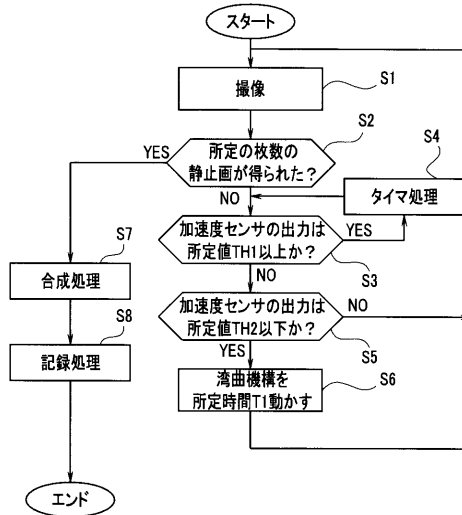 スタート
撮像
S1
S2
所定の枚数の
静止画が得られた？
YES
NO
S4
タイマ処理
加速度センサの出力は
所定値TH1以上か？
YES
S3
NO
S7
合成処理
加速度センサの出力は
所定値TH2以下か？
NO
S5
YES
S8
記録処理
湾曲機構を
所定時間T1動かす
S6
エンド